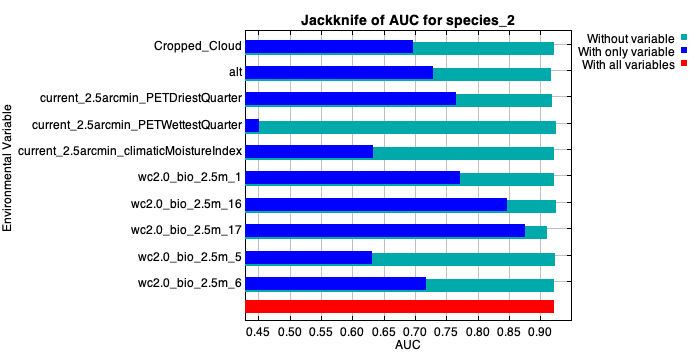 Jackknife of AUC for species_2
Environmental Variable
Cropped_Cloud
alt
current_2.5arcmin_PETDriestQuarter
current_2.5arcmin_PETWettestQuarter
current_2.5arcmin_climaticMoistureIndex
wc2.0_bio_2.5m_1
wc2.0_bio_2.5m_16
wc2.0_bio_2.5m_17
wc2.0_bio_2.5m_5
wc2.0_bio_2.5m_6
0.45 0.50 0.55 0.60 0.65 0.70 0.75 0.80 0.85 0.90
AUC
Without variable
With only variable
With all variables